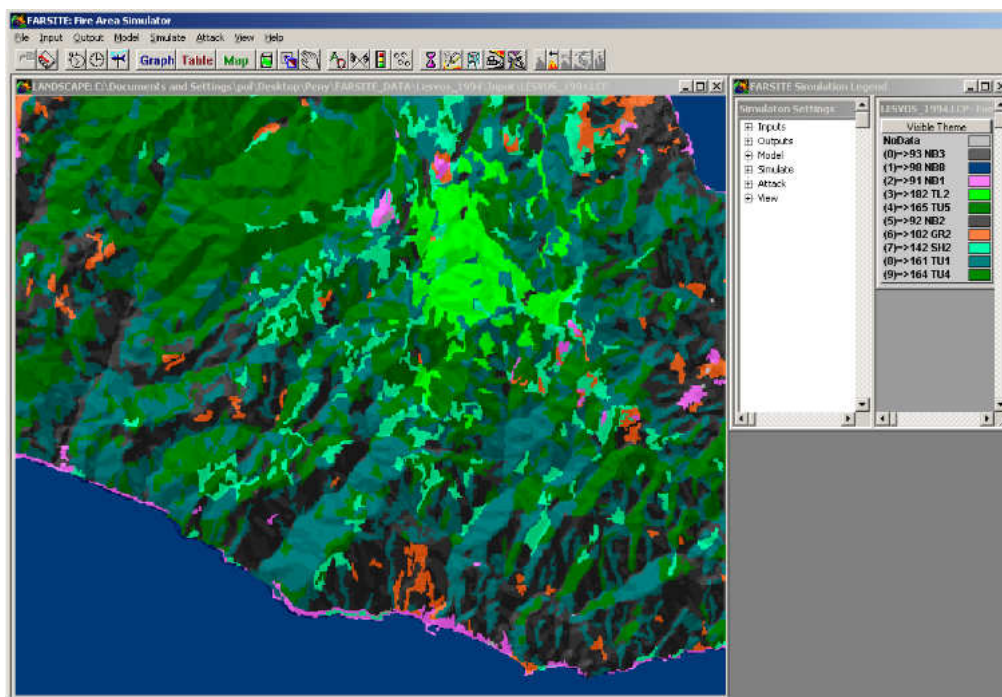 FARSITE: Fire Area Simulator
File Input Output Model Simulate Attack View Help
Graph Table Map
LANDSCAPE: C:\Documents and Settings\pol\Desktop\Peny\FARSITE_DATA\Lesvos_1994\Input\LESVOS_1994.LCP
FARSITE Simulation Legend
Simulaton Settings
LESVOS_1994.LCP:
Inputs
Outputs
Model
Simulate
Attack
View
Visible Theme
NoData
(0)=>93 NB3
(1)=>98 NB8
(2)=>91 NB1
(3)=>182 TL2
(4)=>165 TU5
(5)=>92 NB2
(6)=>102 GR2
(7)=>142 SH2
(8)=>161 TU1
(9)=>164 TU4